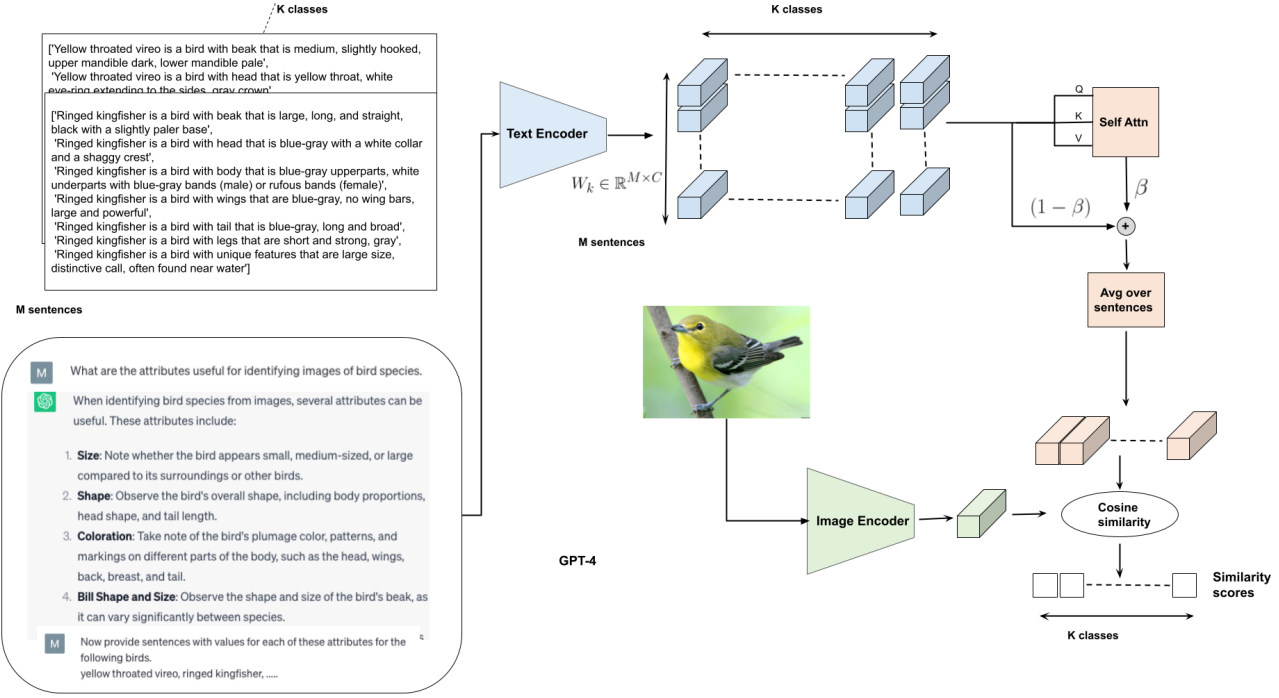 K classes
['Yellow throated vireo is a bird with beak that is medium, slightly hooked,
upper mandible dark, lower mandible pale',
'Yellow throated vireo is a bird with head that is yellow throat, white
eye-ring extending to the sides, gray crown'
['Ringed kingfisher is a bird with beak that is large, long, and straight,
black with a slightly paler base',
'Ringed kingfisher is a bird with head that is blue-gray with a white collar
and a shaggy crest',
'Ringed kingfisher is a bird with body that is blue-gray upperparts, white
underparts with blue-gray bands (male) or rufous bands (female)',
'Ringed kingfisher is a bird with wings that are blue-gray, no wing bars,
large and powerful',
'Ringed kingfisher is a bird with tail that is blue-gray, long and broad',
'Ringed kingfisher is a bird with legs that are short and strong, gray',
'Ringed kingfisher is a bird with unique features that are large size,
distinctive call, often found near water']
M sentences
M
What are the attributes useful for identifying images of bird species.
When identifying bird species from images, several attributes can be
useful. These attributes include:
1. Size: Note whether the bird appears small, medium-sized, or large
compared to its surroundings or other birds.
2. Shape: Observe the bird's overall shape, including body proportions,
head shape, and tail length.
3. Coloration: Take note of the bird's plumage color, patterns, and
markings on different parts of the body, such as the head, wings,
back, breast, and tail.
4. Bill Shape and Size: Observe the shape and size of the bird's beak, as
it can vary significantly between species.
M
Now provide sentences with values for each of these attributes for the
following birds.
yellow throated vireo, ringed kingfisher, .....
GPT-4
Text Encoder
K classes
W_k ∈ ℝ^{M×C}
M sentences
Q
K
V
Self Attn
β
(1 − β)
+
Avg over
sentences
Image Encoder
Cosine
similarity
Similarity
scores
K classes